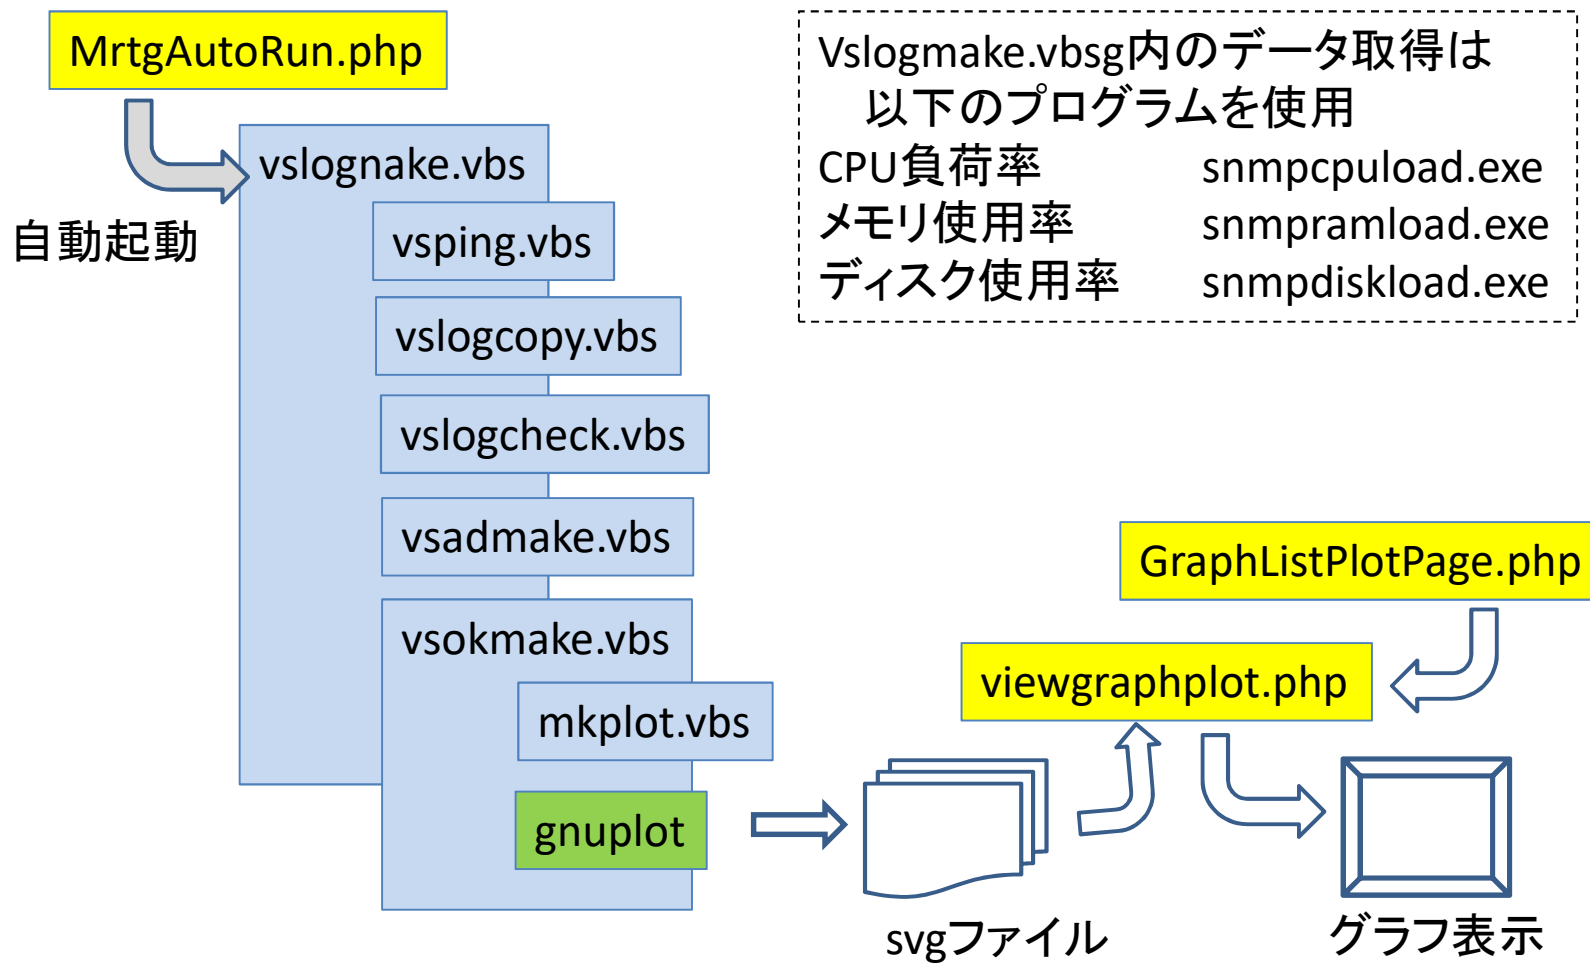 MrtgAutoRun.php
自動起動
vslognake.vbs
vsping.vbs
vslogcopy.vbs
vslogcheck.vbs
vsadmake.vbs
vsokmake.vbs
mkplot.vbs
gnuplot
Vslogmake.vbsg内のデータ取得は
以下のプログラムを使用
CPU負荷率 snmpcpuload.exe
メモリ使用率 snmpramload.exe
ディスク使用率 snmpdiskload.exe
GraphListPlotPage.php
viewgraphplot.php
svgファイル
グラフ表示